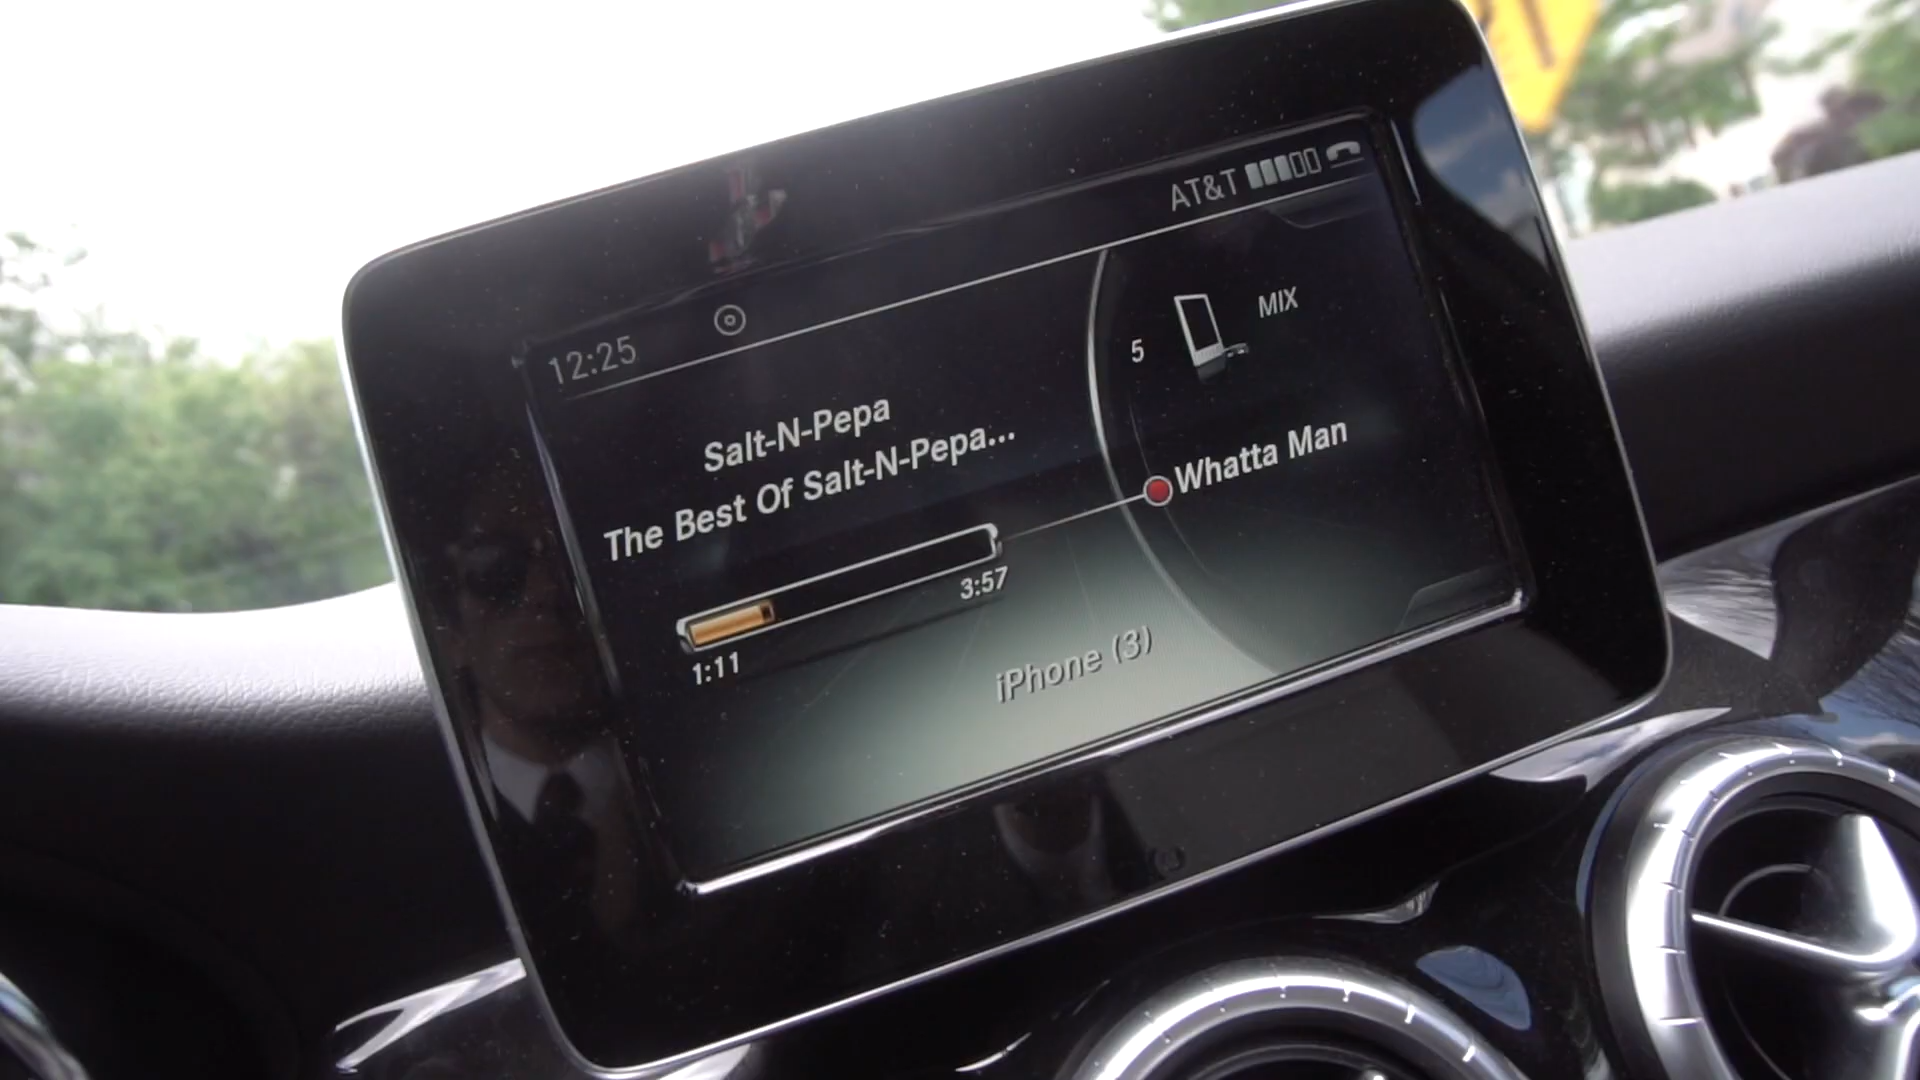 AT&T
12:25
MIX
5
Salt-N-Pepa
The Best Of Salt-N-Pepa...
Whatta Man
3:57
1:11
iPhone (3)